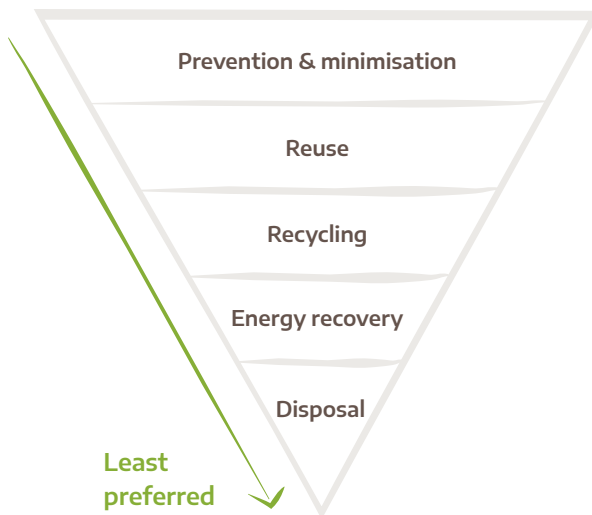 Prevention & minimisation
Reuse
Recycling
Energy recovery
Disposal
Least
preferred